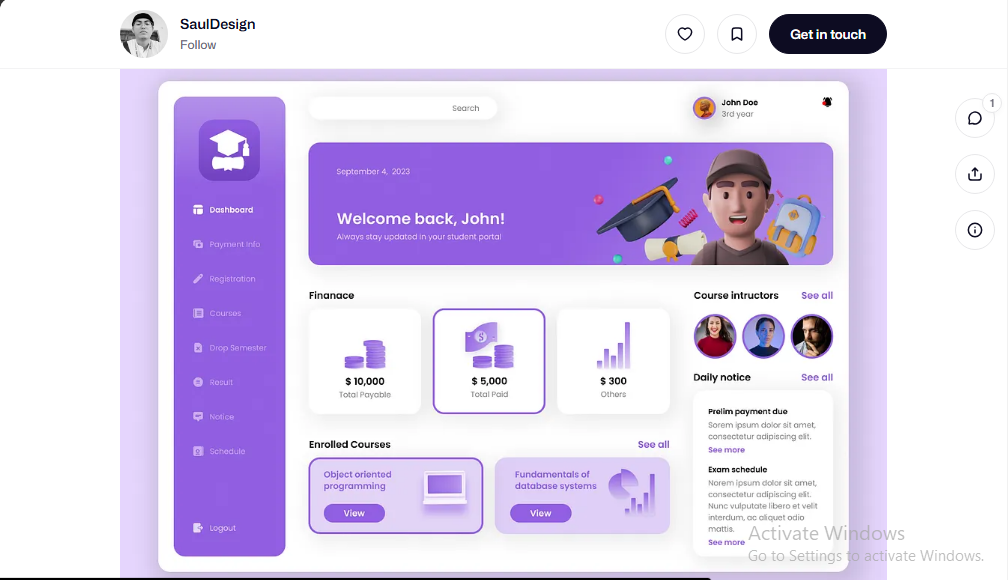 SaulDesign
Follow
Get in touch
1
Search
John Doe
3rd year
September 4, 2023
Welcome back, John!
Always stay updated in your student portal
Dashboard
Payment Info
Registration
Courses
Drop Semester
Result
Notice
Schedule
Logout
Finanace
$ 10,000
Total Payable
$ 5,000
Total Paid
$ 300
Others
Enrolled Courses
See all
Object oriented
programming
View
Fundamentals of
database systems
View
Course intructors
See all
Daily notice
See all
Prelim payment due
Sorem ipsum dolor sit amet,
consectetur adipiscing elit.
See more
Exam schedule
Norem ipsum dolor sit amet,
consectetur adipiscing elit.
Nunc vulputate libero et velit
interdum, ac aliquet odio
mattis.
See more
Activate Windows
Go to Settings to activate Windows.